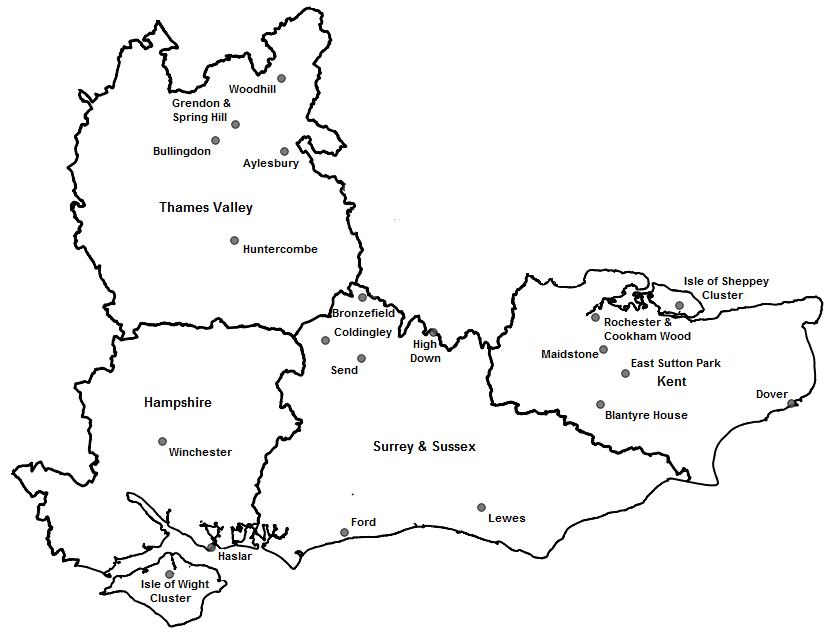 Woodhill
Grendon &
Spring Hill
Bullingdon
Aylesbury
Thames Valley
Huntercombe
Isle of Sheppey
Cluster
Bronzefield
Rochester &
Cookham Wood
Coldingley
High
Down
Maidstone
Send
East Sutton Park
Kent
Dover
Hampshire
Blantyre House
Surrey & Sussex
Winchester
Ford
Lewes
Haslar
Isle of Wight
Cluster